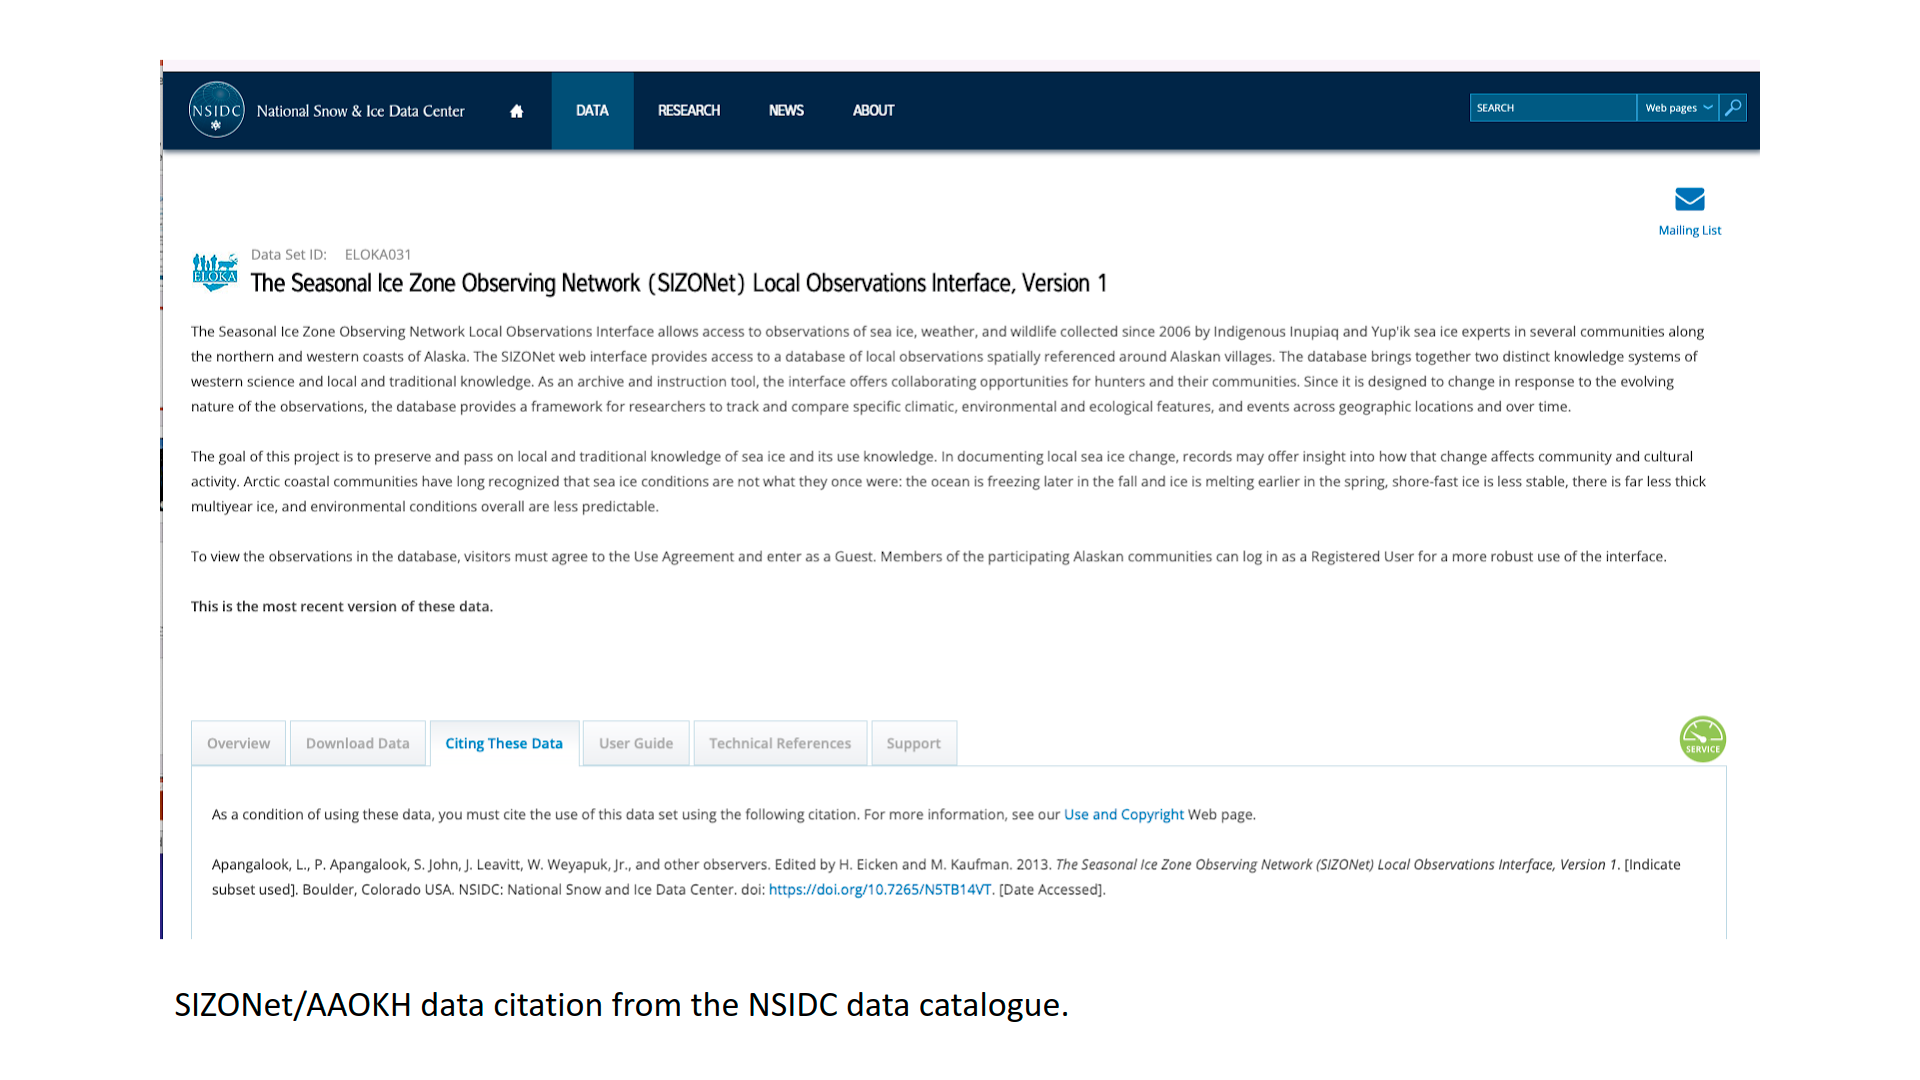 NSIDC
National Snow & Ice Data Center
DATA
RESEARCH
NEWS
ABOUT
SEARCH
Web pages
Mailing List
ELOKA
Data Set ID: ELOKA031
The Seasonal Ice Zone Observing Network (SIZONet) Local Observations Interface, Version 1
The Seasonal Ice Zone Observing Network Local Observations Interface allows access to observations of sea ice, weather, and wildlife collected since 2006 by Indigenous Inupiaq and Yup'ik sea ice experts in several communities along
the northern and western coasts of Alaska. The SIZONet web interface provides access to a database of local observations spatially referenced around Alaskan villages. The database brings together two distinct knowledge systems of
western science and local and traditional knowledge. As an archive and instruction tool, the interface offers collaborating opportunities for hunters and their communities. Since it is designed to change in response to the evolving
nature of the observations, the database provides a framework for researchers to track and compare specific climatic, environmental and ecological features, and events across geographic locations and over time.
The goal of this project is to preserve and pass on local and traditional knowledge of sea ice and its use knowledge. In documenting local sea ice change, records may offer insight into how that change affects community and cultural
activity. Arctic coastal communities have long recognized that sea ice conditions are not what they once were: the ocean is freezing later in the fall and ice is melting earlier in the spring, shore-fast ice is less stable, there is far less thick
multiyear ice, and environmental conditions overall are less predictable.
To view the observations in the database, visitors must agree to the Use Agreement and enter as a Guest. Members of the participating Alaskan communities can log in as a Registered User for a more robust use of the interface.
This is the most recent version of these data.
Overview
Download Data
Citing These Data
User Guide
Technical References
Support
SERVICE
As a condition of using these data, you must cite the use of this data set using the following citation. For more information, see our Use and Copyright Web page.
Apangalook, L., P. Apangalook, S. John, J. Leavitt, W. Weyapuk, Jr., and other observers. Edited by H. Eicken and M. Kaufman. 2013. The Seasonal Ice Zone Observing Network (SIZONet) Local Observations Interface, Version 1. [Indicate
subset used]. Boulder, Colorado USA. NSIDC: National Snow and Ice Data Center. doi: https://doi.org/10.7265/N5TB14VT. [Date Accessed].
SIZONet/AAOKH data citation from the NSIDC data catalogue.